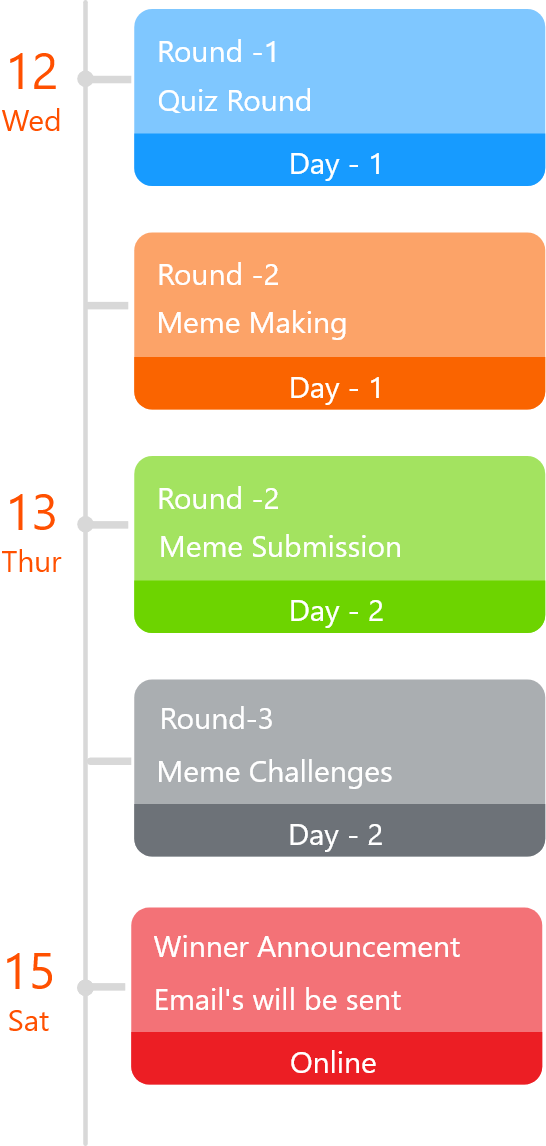 12
Wed
Round -1
Quiz Round
Day - 1
Round -2
Meme Making
Day - 1
13
Thur
Round -2
Meme Submission
Day - 2
Round-3
Meme Challenges
Day - 2
15
Sat
Winner Announcement
Email's will be sent
Online